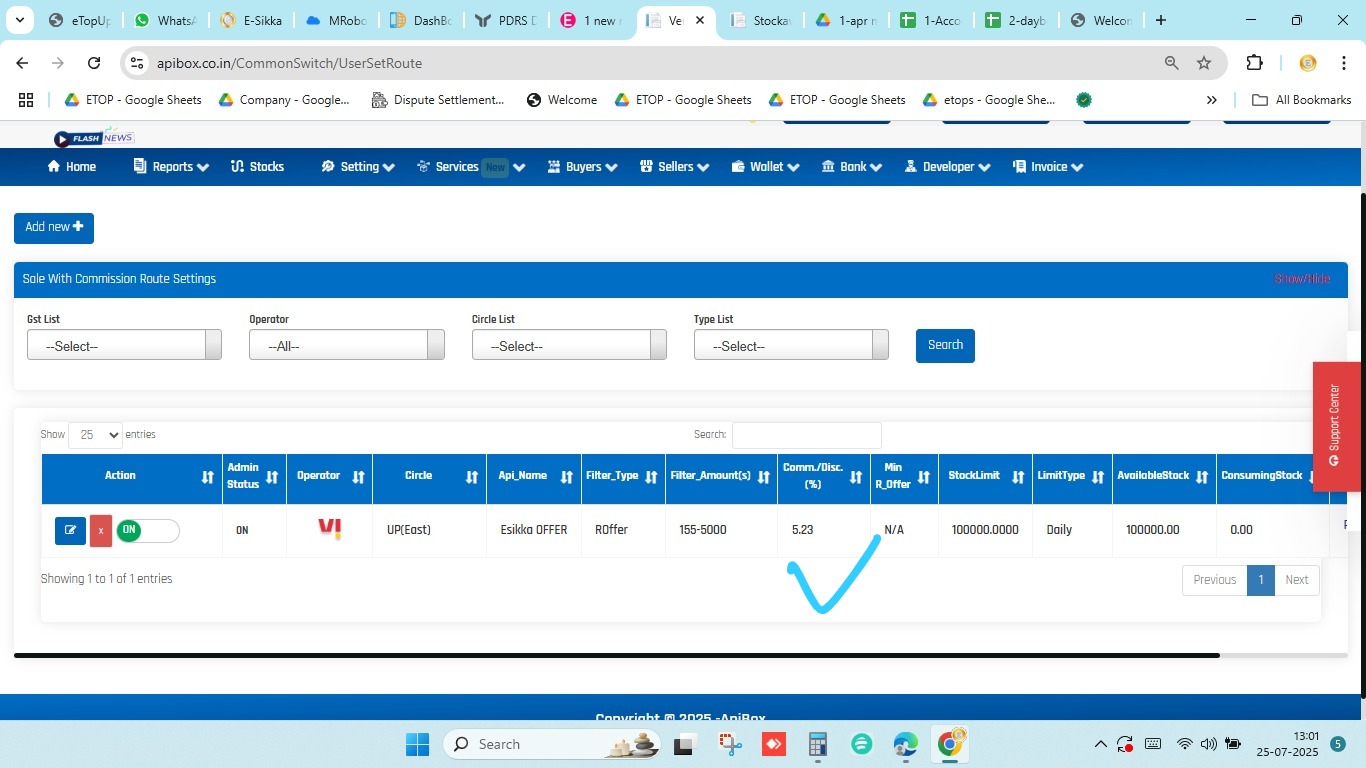 eTopUp
WhatsA
E-Sikka
MRobo
DashBo
PDRS D
1 new r
Ve
Stocka
1-apr r
1-Acco
2-dayb
Welcon
apibox.co.in/CommonSwitch/UserSetRoute
ETOP - Google Sheets
Company - Google...
Dispute Settlement...
Welcome
ETOP - Google Sheets
ETOP - Google Sheets
etops - Google She...
All Bookmarks
FLASH NEWS
Home
Reports
Stocks
Setting
Services New
Buyers
Sellers
Wallet
Bank
Developer
Invoice
Add new
Sale With Commission Route Settings
Show/Hide
Gst List
Operator
Circle List
Type List
--Select--
--All--
--Select--
--Select--
Search
Support Center
Show 25 entries
Search:
Action
Admin Status
Operator
Circle
Api_Name
Filter_Type
Filter_Amount(s)
Comm./Disc. (%)
Min R_Offer
StockLimit
LimitType
AvailableStock
ConsumingStock
x
ON
ON
VI
UP(East)
Esikka OFFER
ROffer
155-5000
5.23
N/A
100000.0000
Daily
100000.00
0.00
Showing 1 to 1 of 1 entries
Previous
1
Next
Copyright © 2025 -ApiBox
Search
13:01
25-07-2025
5